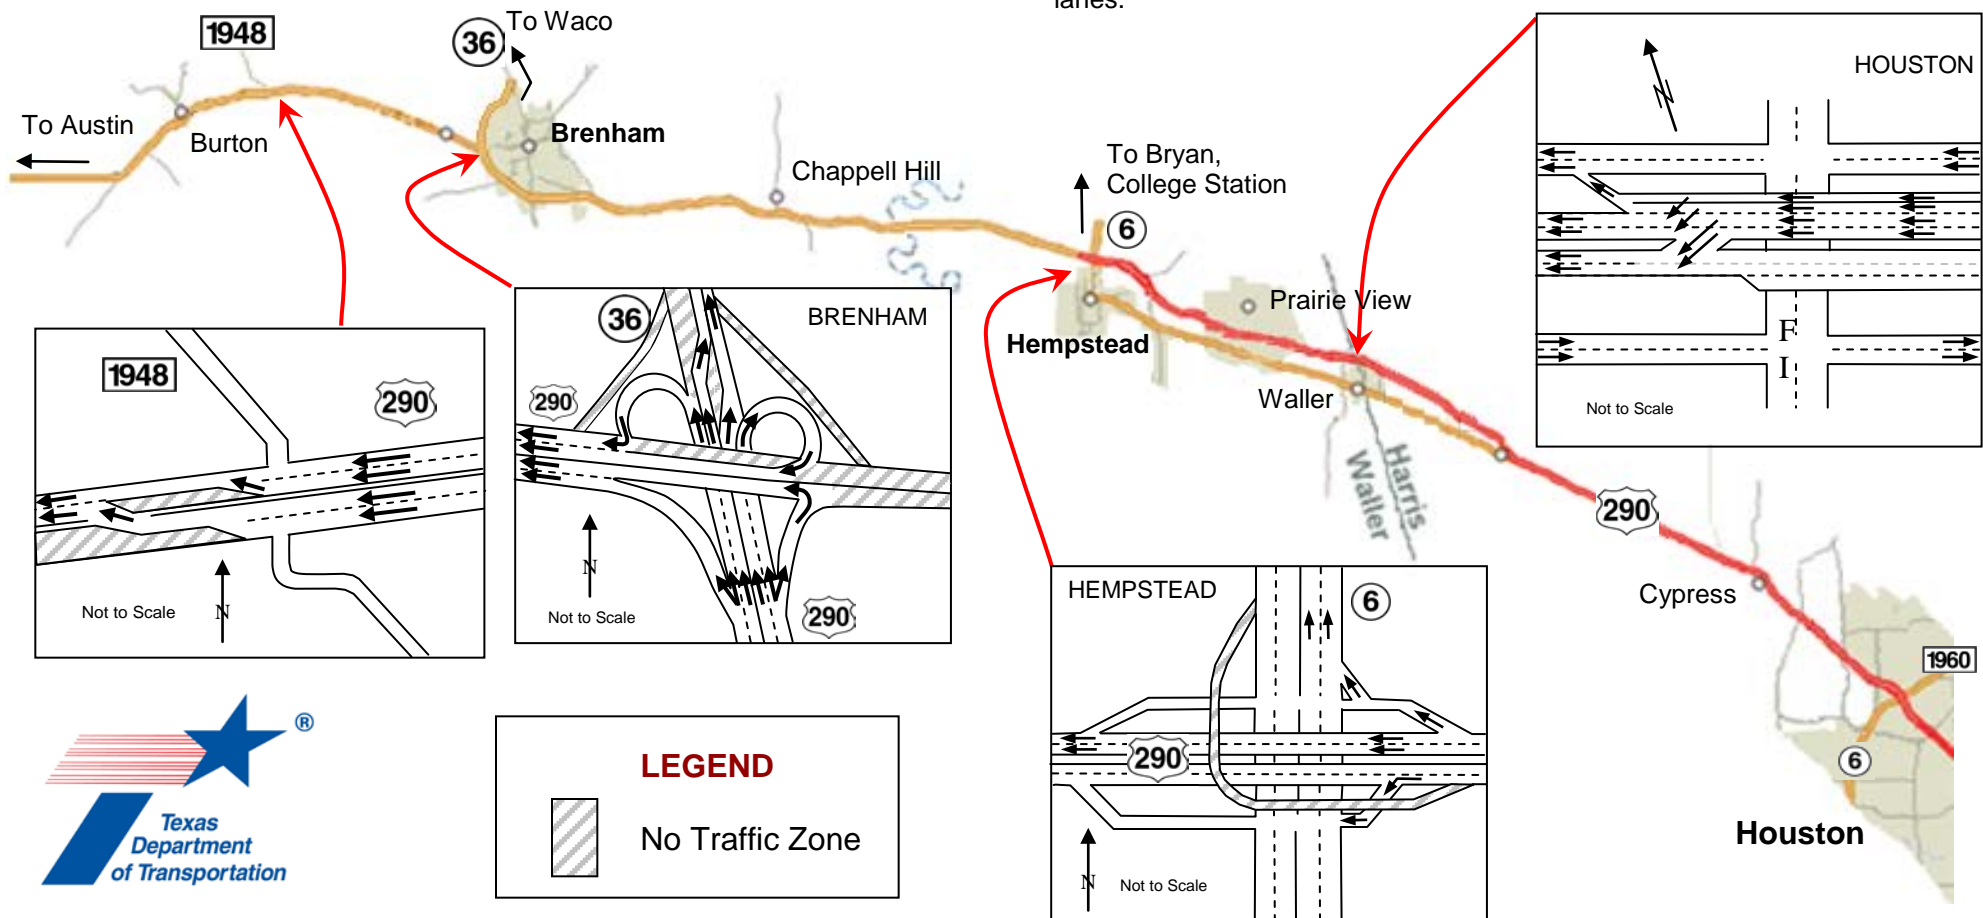 lanes.
1948
36
To Waco
To Austin
Burton
Brenham
Chappell Hill
To Bryan,
College Station
6
Hempstead
Prairie View
Waller
Harris
Waller
290
Cypress
1960
6
Houston
HOUSTON
F
I
Not to Scale
1948
290
Not to Scale
N
36
BRENHAM
290
N
Not to Scale
290
HEMPSTEAD
6
290
N
Not to Scale
®
Texas
Department
of Transportation
LEGEND
No Traffic Zone